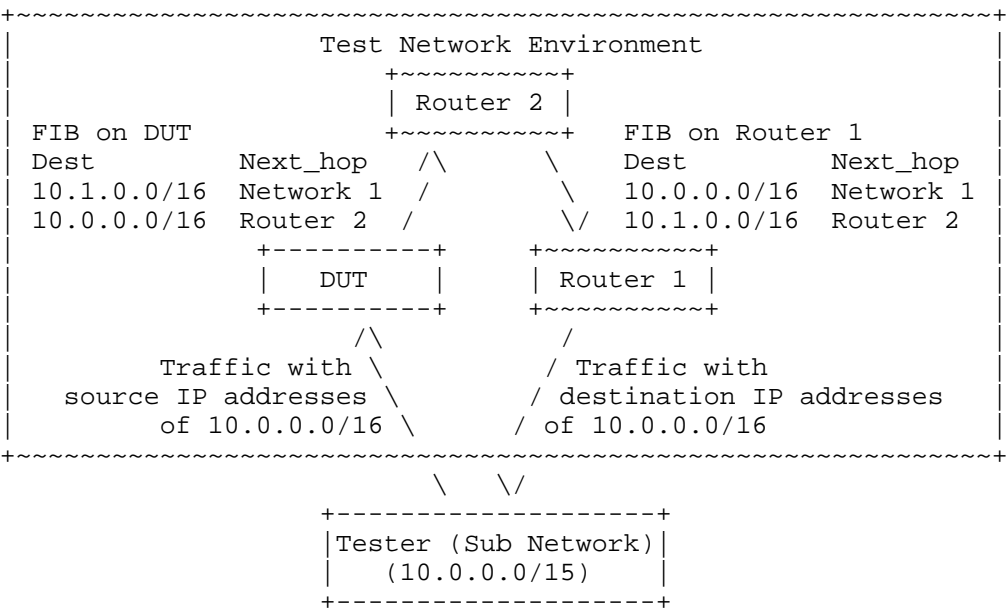 Test Network Environment
Router 2
FIB on DUT FIB on Router 1
Dest Next_hop Dest Next_hop
10.1.0.0/16 Network 1 10.0.0.0/16 Network 1
10.0.0.0/16 Router 2 10.1.0.0/16 Router 2
DUT Router 1
Traffic with Traffic with
source IP addresses destination IP addresses
of 10.0.0.0/16 of 10.0.0.0/16
Tester (Sub Network)
(10.0.0.0/15)